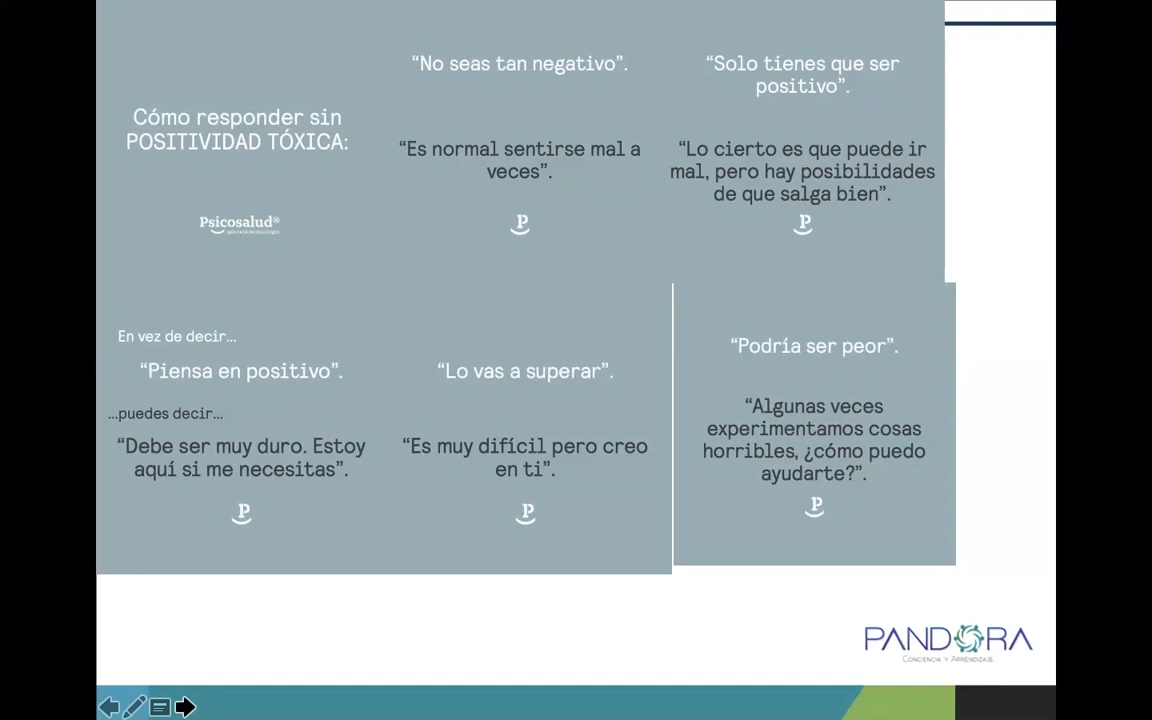 Cómo responder sin
POSITIVIDAD TÓXICA:
Psicosalud
“No seas tan negativo”.
“Es normal sentirse mal a
veces”.
P
“Solo tienes que ser
positivo”.
“Lo cierto es que puede ir
mal, pero hay posibilidades
de que salga bien”.
P
En vez de decir...
“Piensa en positivo”.
...puedes decir...
“Debe ser muy duro. Estoy
aquí si me necesitas”.
P
“Lo vas a superar”.
“Es muy difícil pero creo
en ti”.
P
“Podría ser peor”.
“Algunas veces
experimentamos cosas
horribles, ¿cómo puedo
ayudarte?”.
P
PANDORA
CONCIENCIA Y APRENDIZAJE